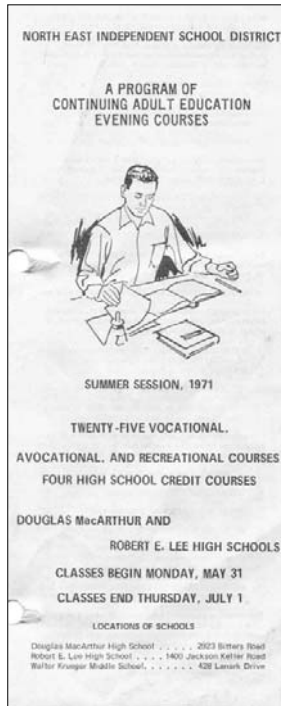 NORTH EAST INDEPENDENT SCHOOL DISTRICT
A PROGRAM OF
CONTINUING ADULT EDUCATION
EVENING COURSES
SUMMER SESSION, 1971
TWENTY-FIVE VOCATIONAL,
AVOCATIONAL, AND RECREATIONAL COURSES
FOUR HIGH SCHOOL CREDIT COURSES
DOUGLAS MacARTHUR AND
ROBERT E. LEE HIGH SCHOOLS
CLASSES BEGIN MONDAY, MAY 31
CLASSES END THURSDAY, JULY 1
LOCATIONS OF SCHOOLS
Douglas MacArthur High School . . . . . 2923 Bitters Road
Robert E. Lee High School . . . . 1400 Jackson Keller Road
Walter Krueger Middle School. . . . . . . 428 Lanark Drive